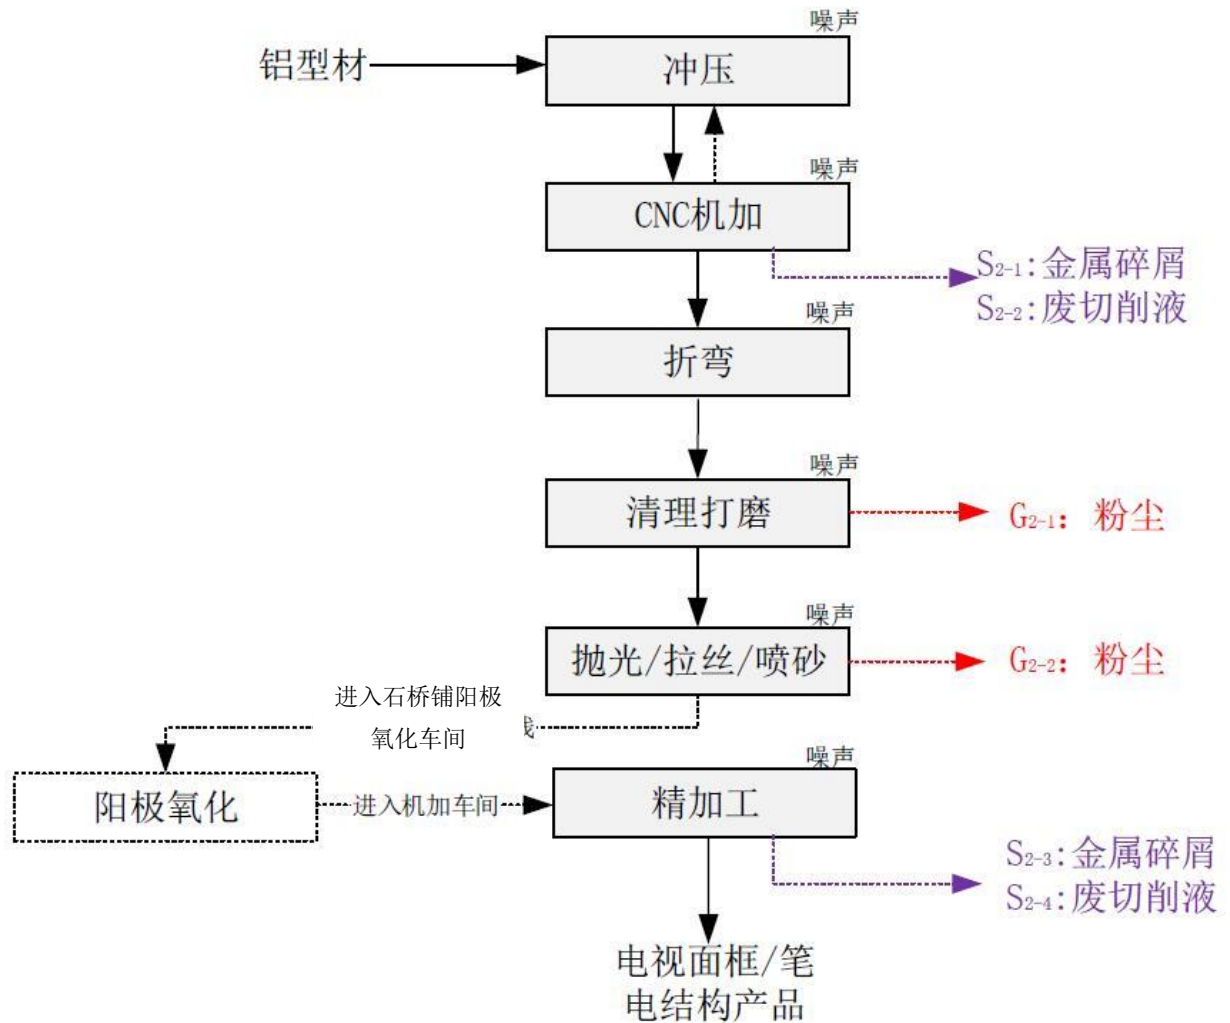 噪声
铝型材
冲压
噪声
CNC机加
S2-1:金属碎屑
S2-2:废切削液
噪声
折弯
噪声
清理打磨
G2-1: 粉尘
噪声
抛光/拉丝/喷砂
G2-2: 粉尘
进入石桥铺阳极
氧化车间
噪声
阳极氧化
进入机加车间
精加工
S2-3:金属碎屑
S2-4:废切削液
电视面框/笔
电结构产品